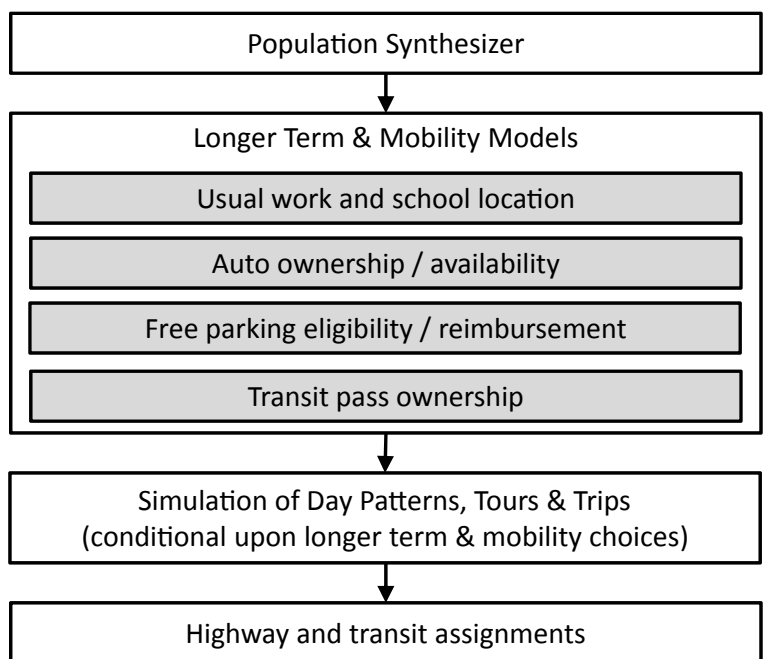 Population Synthesizer
Longer Term & Mobility Models
Usual work and school location
Auto ownership / availability
Free parking eligibility / reimbursement
Transit pass ownership
Simulation of Day Patterns, Tours & Trips
(conditional upon longer term & mobility choices)
Highway and transit assignments